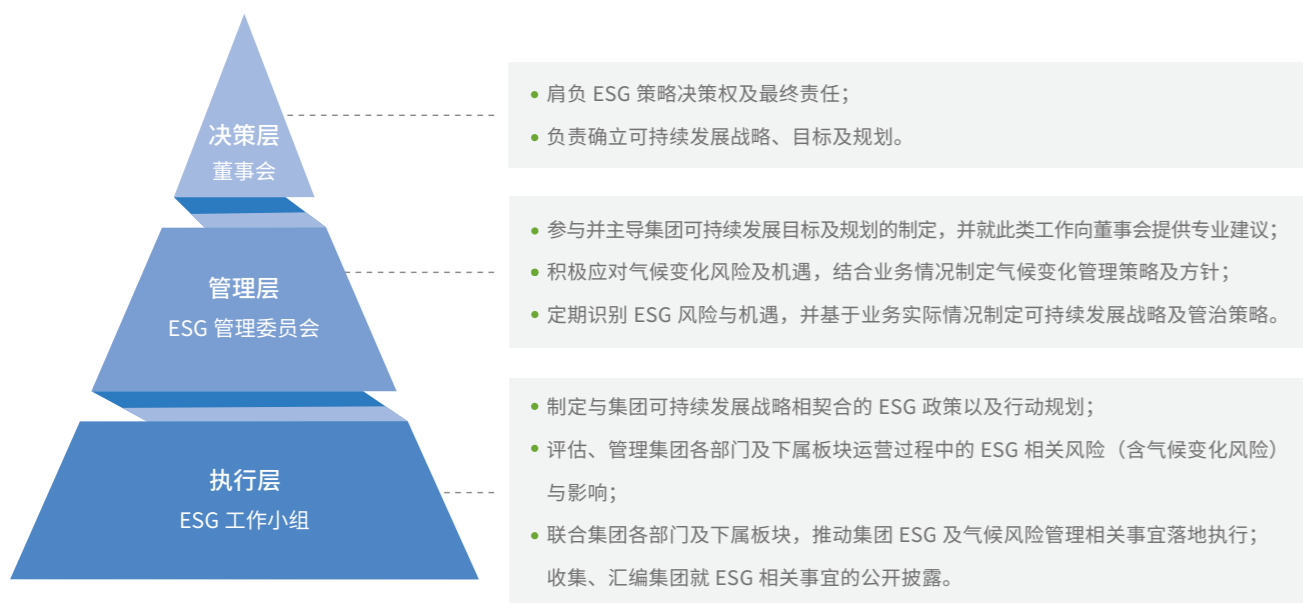 决策层
董事会
肩负 ESG 策略决策权及最终责任；
负责确立可持续发展战略、目标及规划。
管理层
ESG 管理委员会
参与并主导集团可持续发展目标及规划的制定，并就此类工作向董事会提供专业建议；
积极应对气候变化风险及机遇，结合业务情况制定气候变化管理策略及方针；
定期识别 ESG 风险与机遇，并基于业务实际情况制定可持续发展战略及管治策略。
执行层
ESG 工作小组
制定与集团可持续发展战略相契合的 ESG 政策以及行动规划；
评估、管理集团各部门及下属板块运营过程中的 ESG 相关风险（含气候变化风险）
与影响；
联合集团各部门及下属板块，推动集团 ESG 及气候风险管理相关事宜落地执行；
收集、汇编集团就 ESG 相关事宜的公开披露。